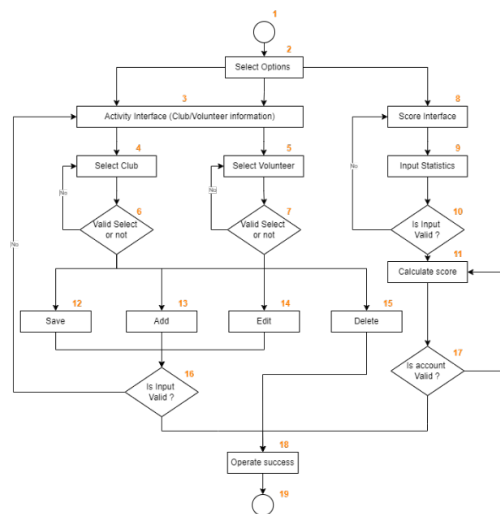 1
2
Select Options
3
Activity Interface (Club/Volunteer information)
8
Score Interface
4
Select Club
5
Select Volunteer
9
Input Statistics
No
No
No
No
6
Valid Select
or not
7
Valid Select
or not
10
Is Input
Valid ?
11
Calculate score
12
Save
13
Add
14
Edit
15
Delete
16
Is Input
Valid ?
17
Is account
Valid ?
18
Operate success
19